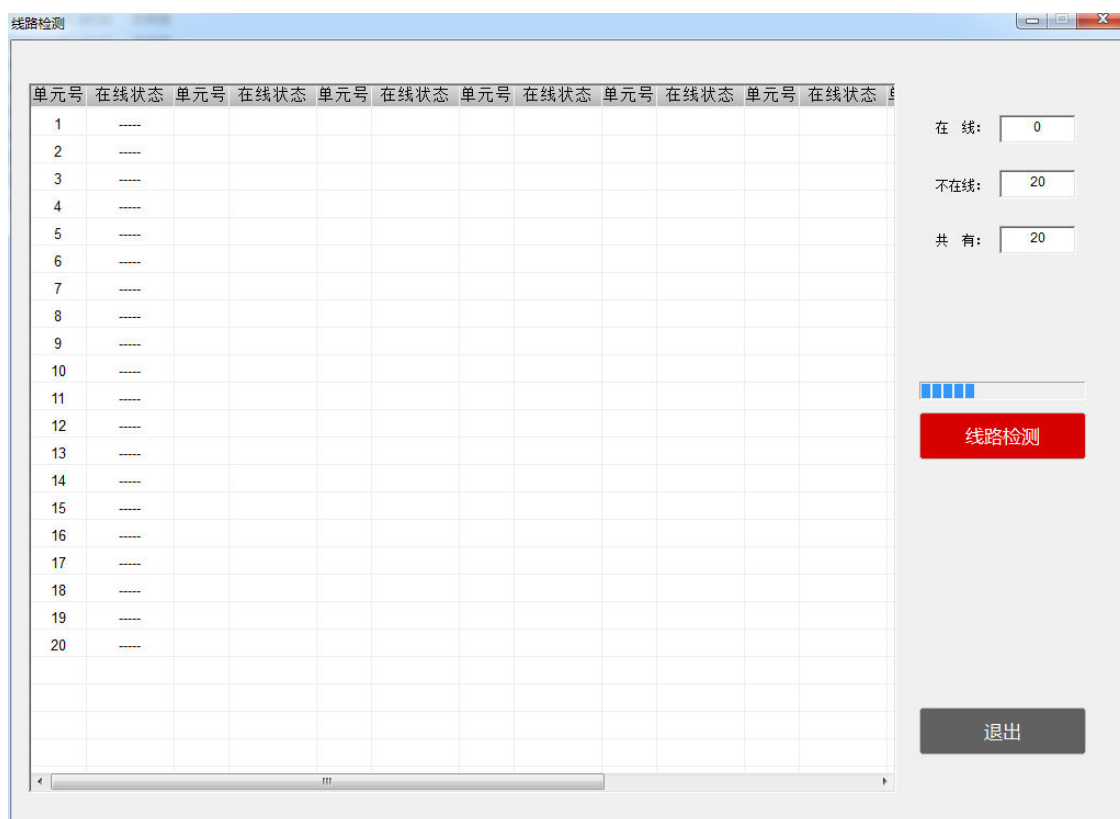 线路检测
单元号 在线状态 单元号 在线状态 单元号 在线状态 单元号 在线状态 单元号 在线状态 单元号 在线状态
1 -----
2 -----
3 -----
4 -----
5 -----
6 -----
7 -----
8 -----
9 -----
10 -----
11 -----
12 -----
13 -----
14 -----
15 -----
16 -----
17 -----
18 -----
19 -----
20 -----
在 线： 0
不在线： 20
共 有： 20
线路检测
退出